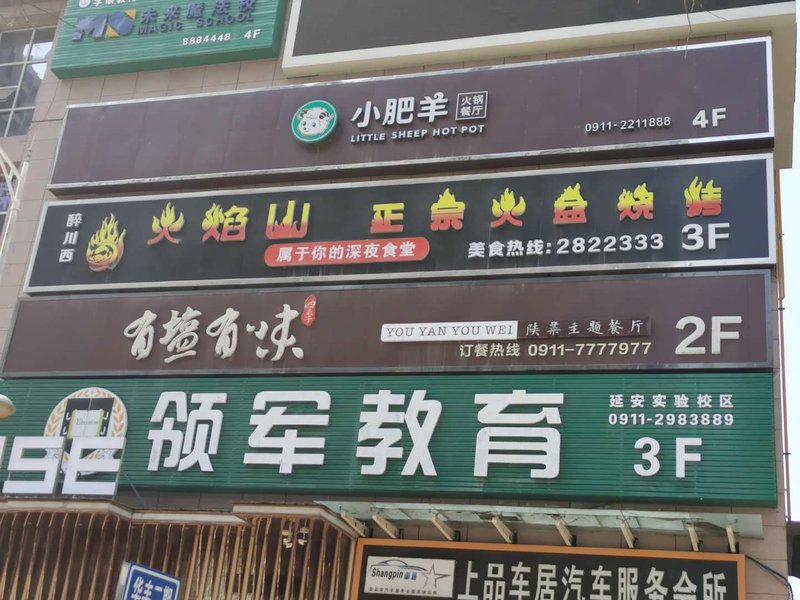 未来魔法校
MAGIC SCHOOL
8884448 4F
小肥羊 火锅餐厅
LITTLE SHEEP HOT POT
0911-2211888 4F
醉川西 火焰山 正宗火盆烧烤
属于你的深夜食堂 美食热线:2822333 3F
有盐有味 四季
YOU YAN YOU WEI 陕菜主题餐厅
订餐热线 0911-7777977 2F
领军教育 延安实验校区
0911-2983889
3F
Shangpin 上品车居汽车服务会所